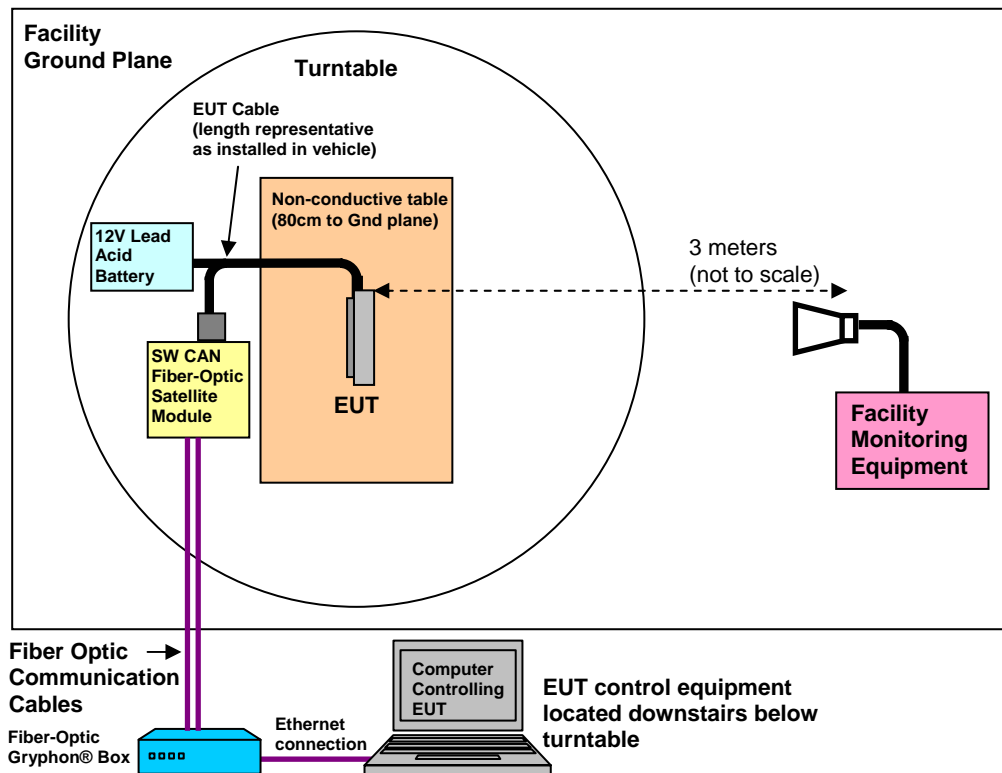 Facility
Ground Plane
Turntable
EUT Cable
(length representative
as installed in vehicle)
Non-conductive table
(80cm to Gnd plane)
12V Lead
Acid
Battery
3 meters
(not to scale)
SW CAN
Fiber-Optic
Satellite
Module
EUT
Facility
Monitoring
Equipment
Fiber Optic
Communication
Cables
Computer
Controlling
EUT
EUT control equipment
located downstairs below
turntable
Ethernet
connection
Fiber-Optic
Gryphon® Box